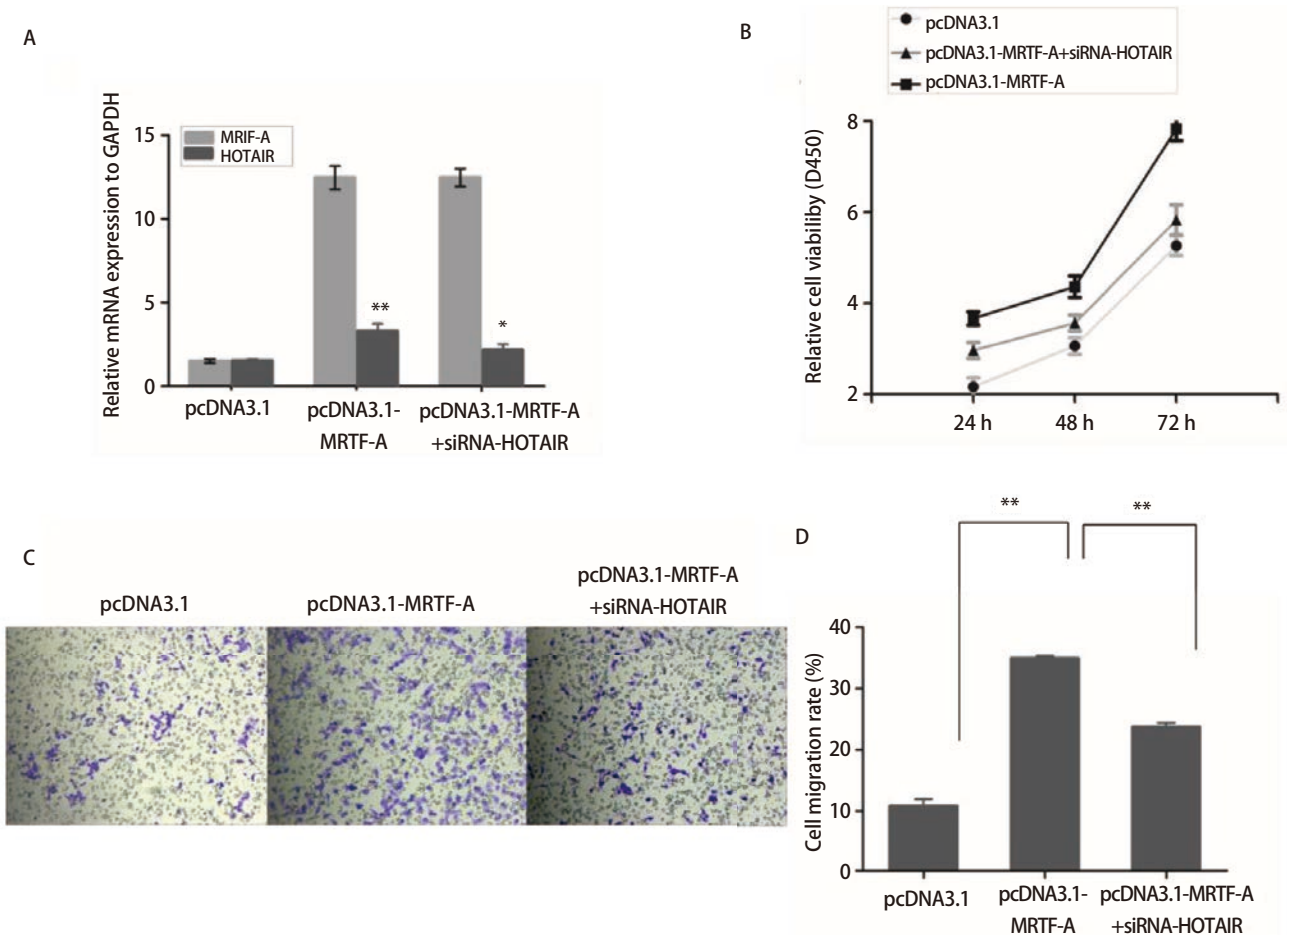 A
Relative mRNA expression to GAPDH
15
10
5
0
MRIF-A
HOTAIR
**
*
pcDNA3.1
pcDNA3.1-
MRTF-A
pcDNA3.1-MRTF-A
+siRNA-HOTAIR
B
pcDNA3.1
pcDNA3.1-MRTF-A+siRNA-HOTAIR
pcDNA3.1-MRTF-A
Relative cell viabiliby (D450)
8
6
4
2
24 h
48 h
72 h
C
pcDNA3.1
pcDNA3.1-MRTF-A
pcDNA3.1-MRTF-A
+siRNA-HOTAIR
D
**
**
Cell migration rate (%)
40
30
20
10
0
pcDNA3.1
pcDNA3.1-
MRTF-A
pcDNA3.1-MRTF-A
+siRNA-HOTAIR